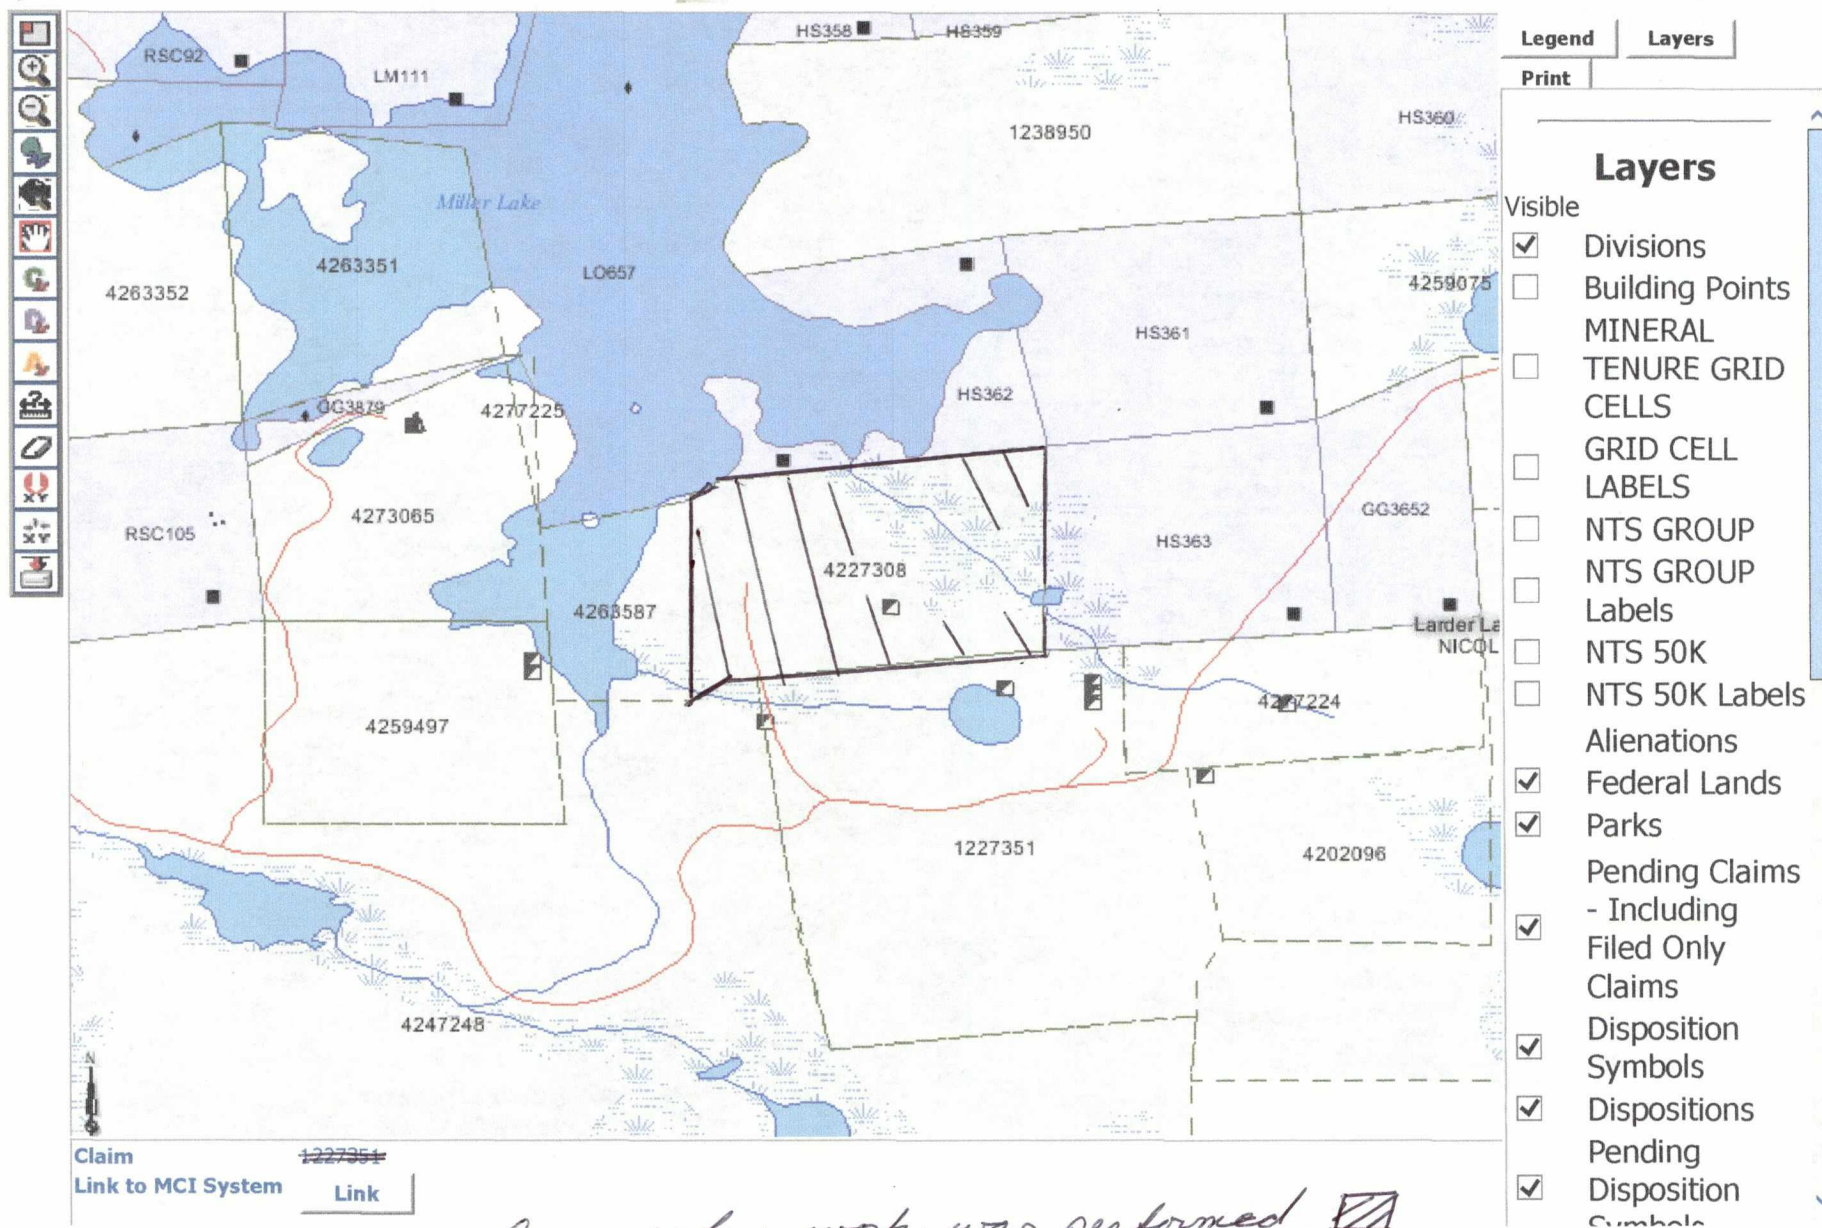 Legend Layers
Print
HS358 HS359
RSC92
LM111
HS360
1238950
Miller Lake
4263351
LO657
4263352
4259075
HS361
HS362
GG3879
4277225
GG3652
4273065
RSC105
HS363
4227308
4263587
Larder La
NICOL
4259497
1227351
4202096
4247248
N
Layers
Visible
Divisions
Building Points
MINERAL
TENURE GRID
CELLS
GRID CELL
LABELS
NTS GROUP
NTS GROUP
Labels
NTS 50K
NTS 50K Labels
Alienations
Federal Lands
Parks
Pending Claims
- Including
Filed Only
Claims
Disposition
Symbols
Dispositions
Pending
Disposition
Symbols
Claim 1227351
Link to MCI System Link
work was performed